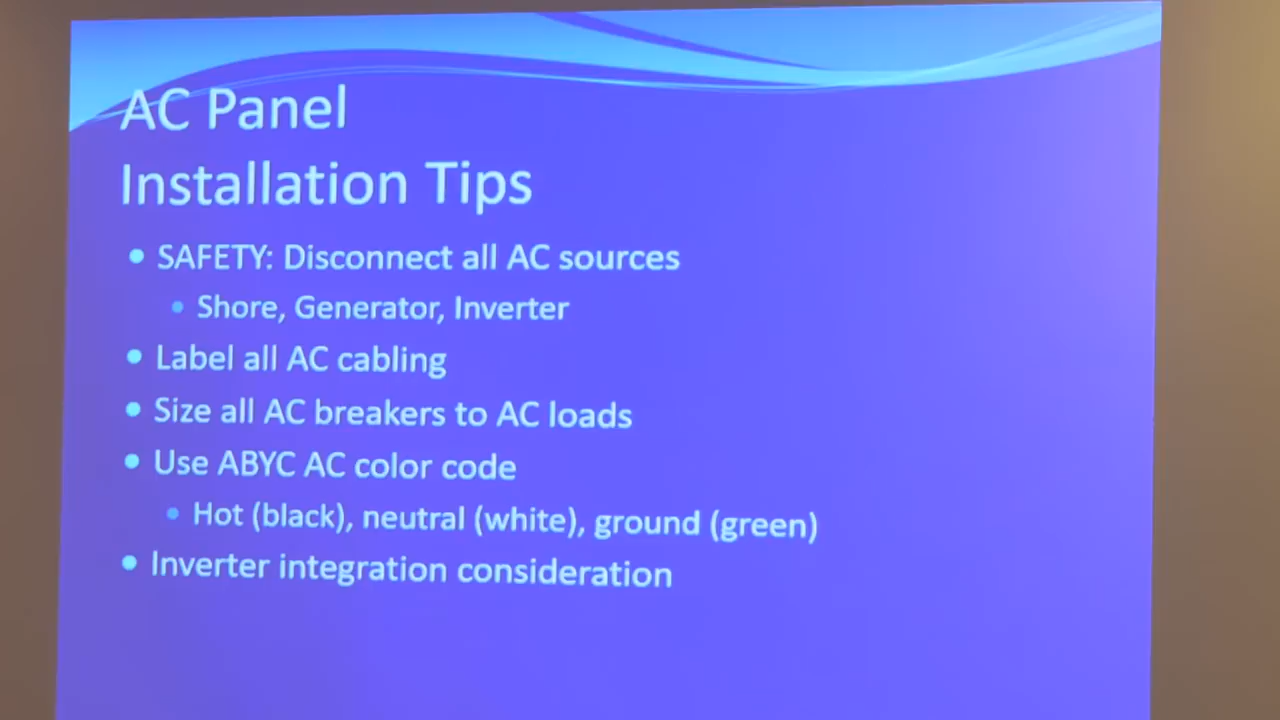 AC Panel
Installation Tips
• SAFETY: Disconnect all AC sources
• Shore, Generator, Inverter
• Label all AC cabling
• Size all AC breakers to AC loads
• Use ABYC AC color code
• Hot (black), neutral (white), ground (green)
• Inverter integration consideration